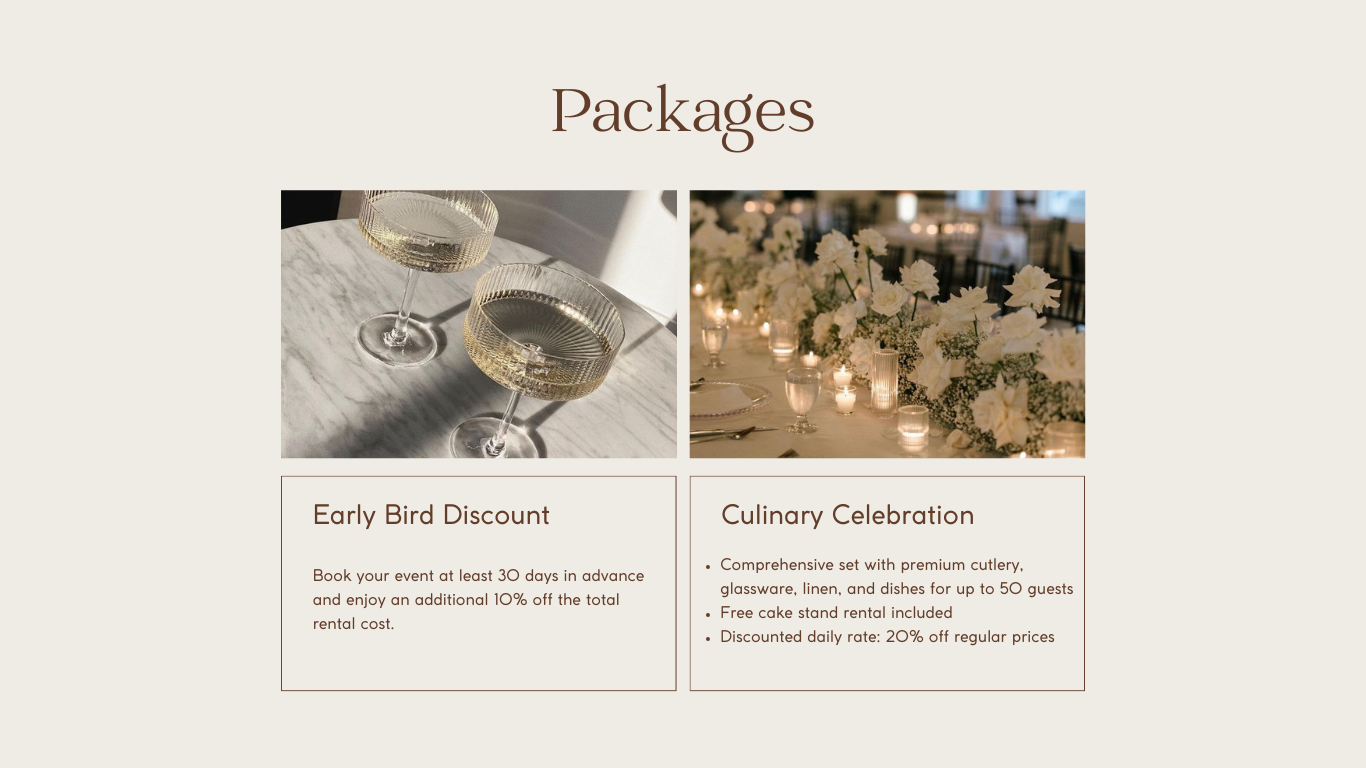 Packages
Early Bird Discount
Book your event at least 30 days in advance
and enjoy an additional 10% off the total
rental cost.
Culinary Celebration
• Comprehensive set with premium cutlery,
glassware, linen, and dishes for up to 50 guests
• Free cake stand rental included
• Discounted daily rate: 20% off regular prices